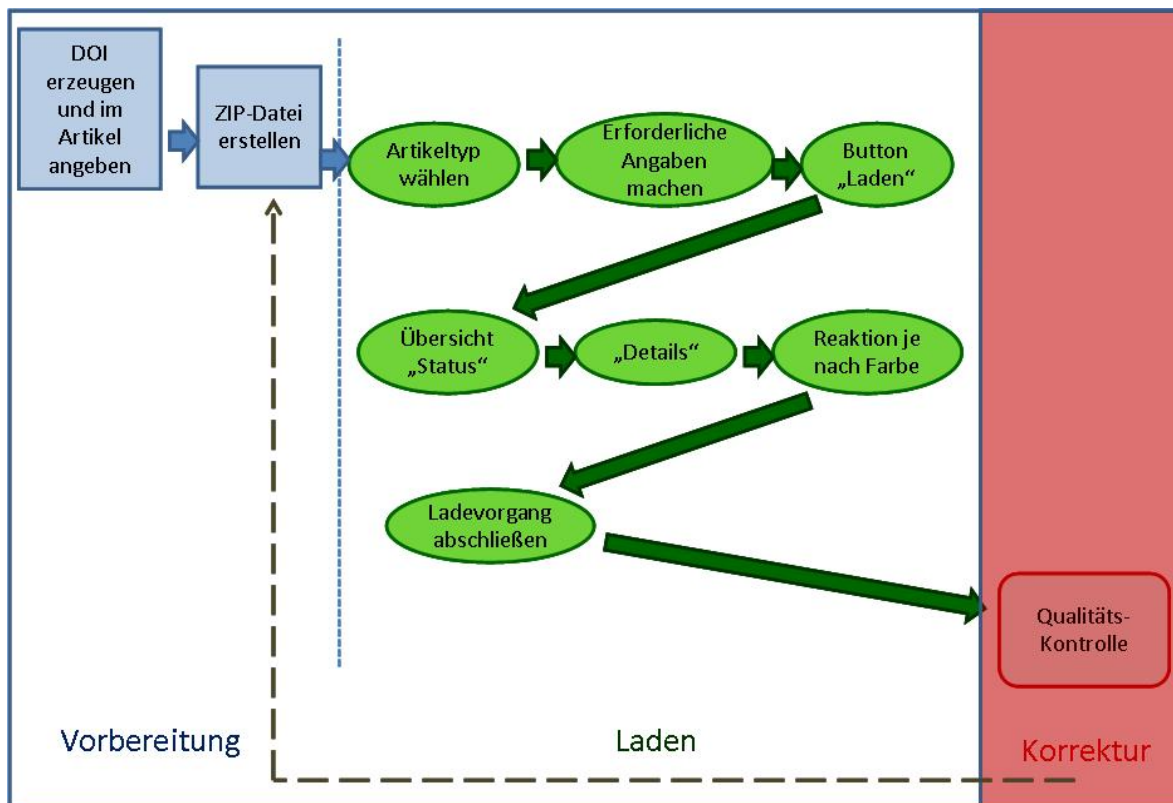 DOI
erzeugen
und im
Artikel
angeben
ZIP-Datei
erstellen
Artikeltyp
wählen
Erforderliche
Angaben
machen
Button
„Laden“
Übersicht
„Status“
„Details“
Reaktion je
nach Farbe
Ladevorgang
abschließen
Qualitäts-
Kontrolle
Vorbereitung
Laden
Korrektur